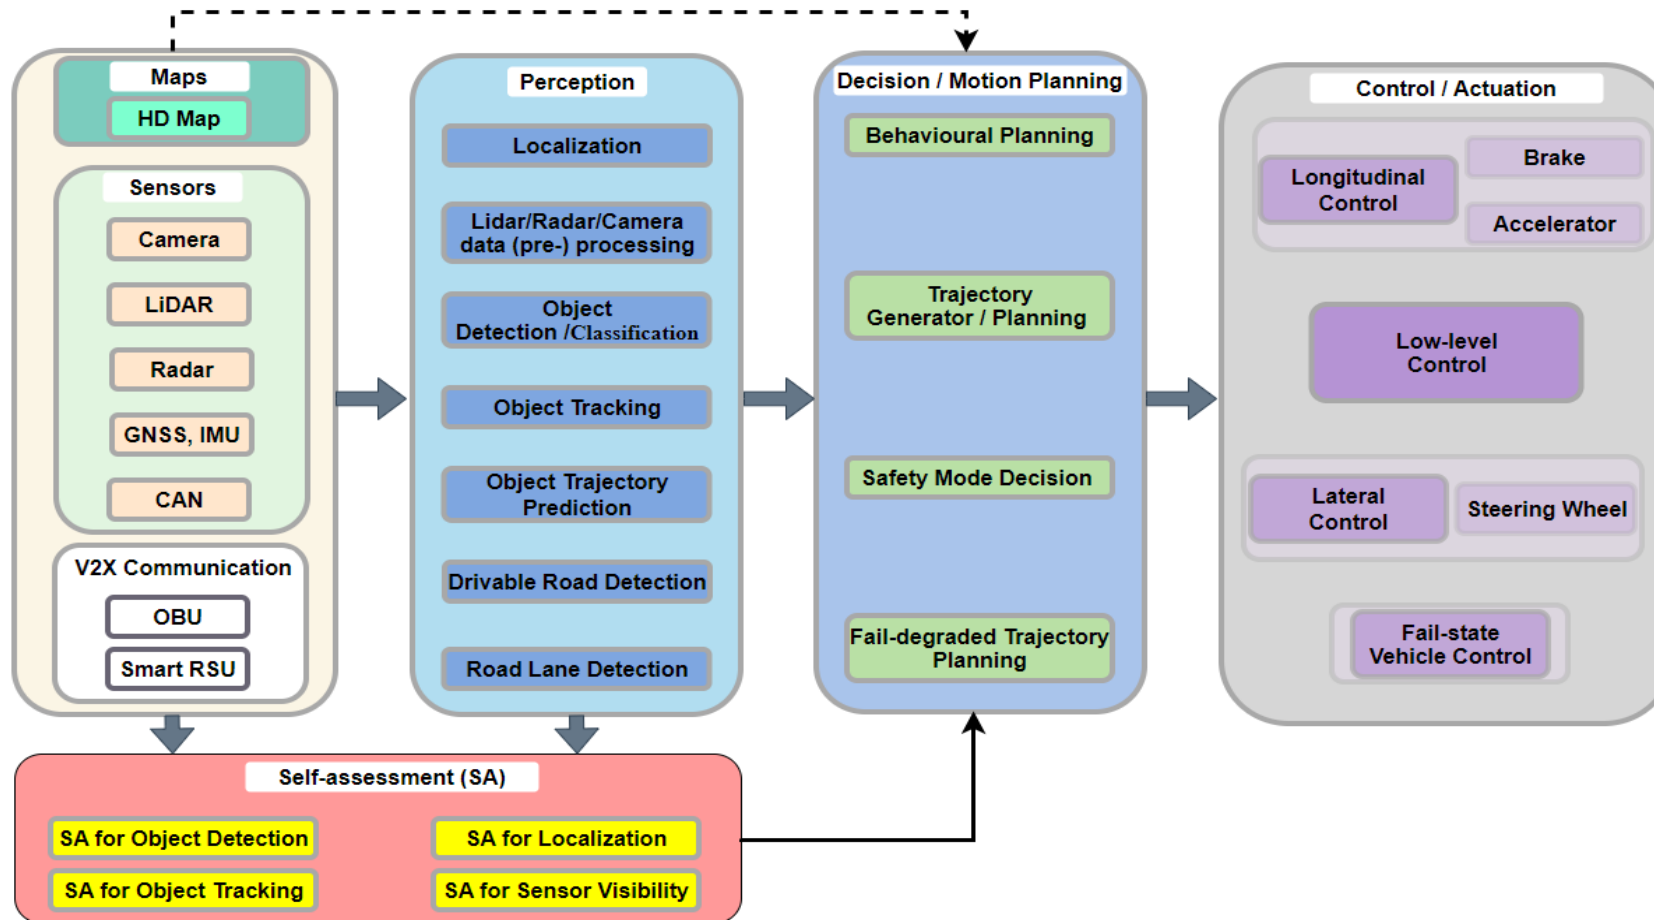 Maps
HD Map
Sensors
Camera
LiDAR
Radar
GNSS, IMU
CAN
V2X Communication
OBU
Smart RSU
Perception
Localization
Lidar/Radar/Camera
data (pre-) processing
Object
Detection /Classification
Object Tracking
Object Trajectory
Prediction
Drivable Road Detection
Road Lane Detection
Decision / Motion Planning
Behavioural Planning
Trajectory
Generator / Planning
Safety Mode Decision
Fail-degraded Trajectory
Planning
Control / Actuation
Longitudinal
Control
Brake
Accelerator
Low-level
Control
Lateral
Control
Steering Wheel
Fail-state
Vehicle Control
Self-assessment (SA)
SA for Object Detection
SA for Localization
SA for Object Tracking
SA for Sensor Visibility